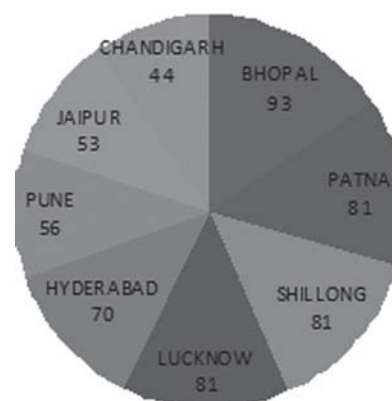 CHANDIGARH
44
BHOPAL
93
JAIPUR
53
PATNA
81
PUNE
56
HYDERABAD
70
SHILLONG
81
LUCKNOW
81